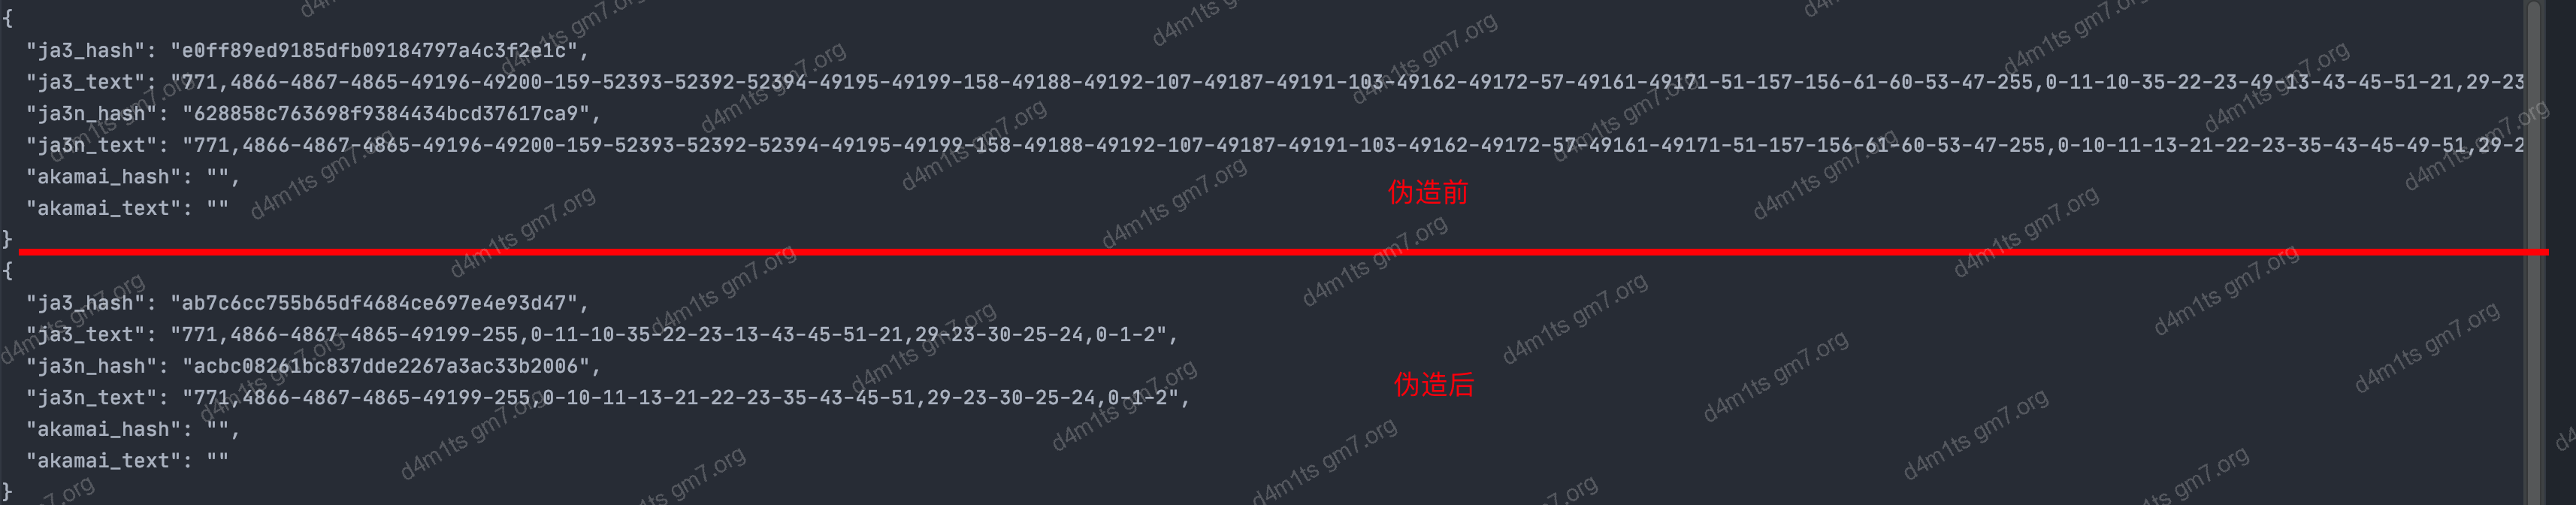 {
"ja3_hash": "e0ff89ed9185dfb09184797a4c3f2e1c",
"ja3_text": "771,4866-4867-4865-49196-49200-159-52393-52392-52394-49195-49199-158-49188-49192-107-49187-49191-103-49162-49172-57-49161-49171-51-157-156-61-60-53-47-255,0-11-10-35-22-23-49-13-43-45-51-21,29-23
"ja3n_hash": "628858c763698f9384434bcd37617ca9",
"ja3n_text": "771,4866-4867-4865-49196-49200-159-52393-52392-52394-49195-49199-158-49188-49192-107-49187-49191-103-49162-49172-57-49161-49171-51-157-156-61-60-53-47-255,0-10-11-13-21-22-23-35-43-45-49-51,29-2
"akamai_hash": "",
"akamai_text": ""
}
伪造前
{
"ja3_hash": "ab7c6cc755b65df4684ce697e4e93d47",
"ja3_text": "771,4866-4867-4865-49199-255,0-11-10-35-22-23-13-43-45-51-21,29-23-30-25-24,0-1-2",
"ja3n_hash": "acbc08261bc837dde2267a3ac33b2006",
"ja3n_text": "771,4866-4867-4865-49199-255,0-10-11-13-21-22-23-35-43-45-51,29-23-30-25-24,0-1-2",
"akamai_hash": "",
"akamai_text": ""
}
伪造后
d4m1ts gm7.org